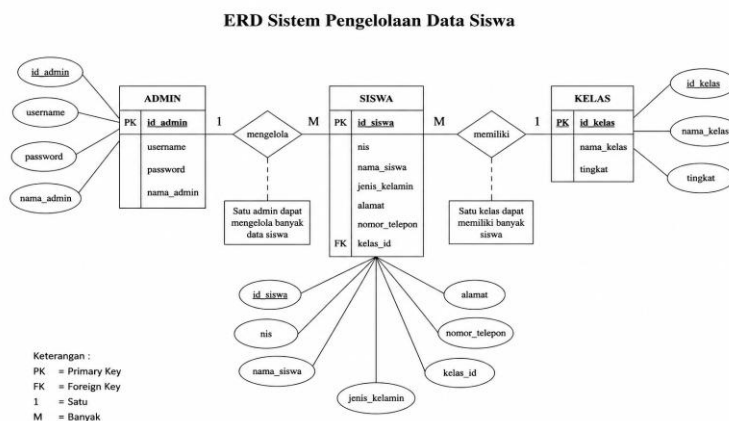 ERD Sistem Pengelolaan Data Siswa
id_admin
username
password
nama_admin
ADMIN
PK id_admin
username
password
nama_admin
1
mengelola
M
Satu admin dapat
mengelola banyak
data siswa
SISWA
PK id_siswa
nis
nama_siswa
jenis_kelamin
alamat
nomor_telepon
FK kelas_id
M
memiliki
1
Satu kelas dapat
memiliki banyak
siswa
KELAS
PK id_kelas
nama_kelas
tingkat
id_kelas
nama_kelas
tingkat
id_siswa
nis
nama_siswa
jenis_kelamin
kelas_id
nomor_telepon
alamat
Keterangan :
PK = Primary Key
FK = Foreign Key
1 = Satu
M = Banyak